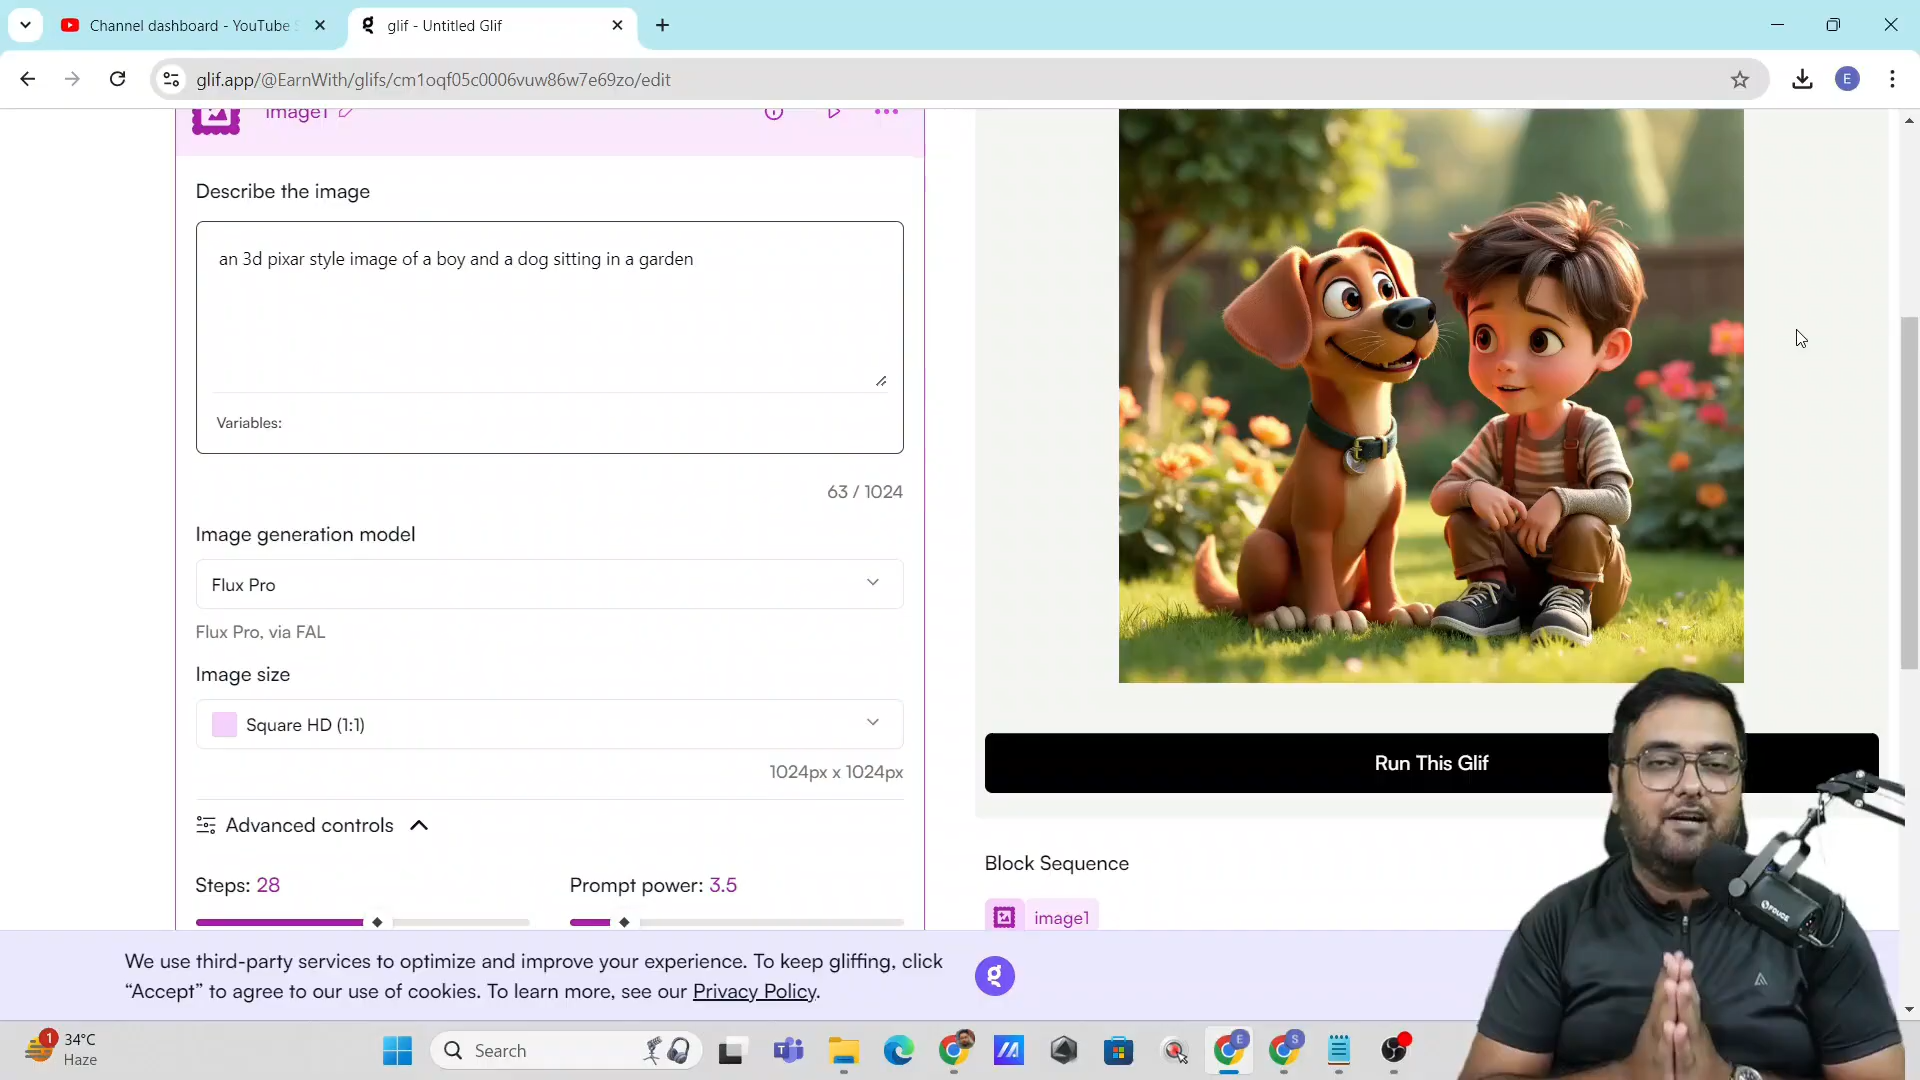 Channel dashboard - YouTube
glif - Untitled Glif
glif.app/@EarnWith/glifs/cm1oqf05c0006vuw86w7e69zo/edit
E
image1
Describe the image
an 3d pixar style image of a boy and a dog sitting in a garden
Variables:
63 / 1024
Image generation model
Flux Pro
Flux Pro, via FAL
Image size
Square HD (1:1)
1024px x 1024px
Advanced controls
Steps: 28
Prompt power: 3.5
Run This Glif
Block Sequence
image1
We use third-party services to optimize and improve your experience. To keep gliffing, click
“Accept” to agree to our use of cookies. To learn more, see our Privacy Policy.
g
1
34°C
Haze
Search
E
S
FDUCE